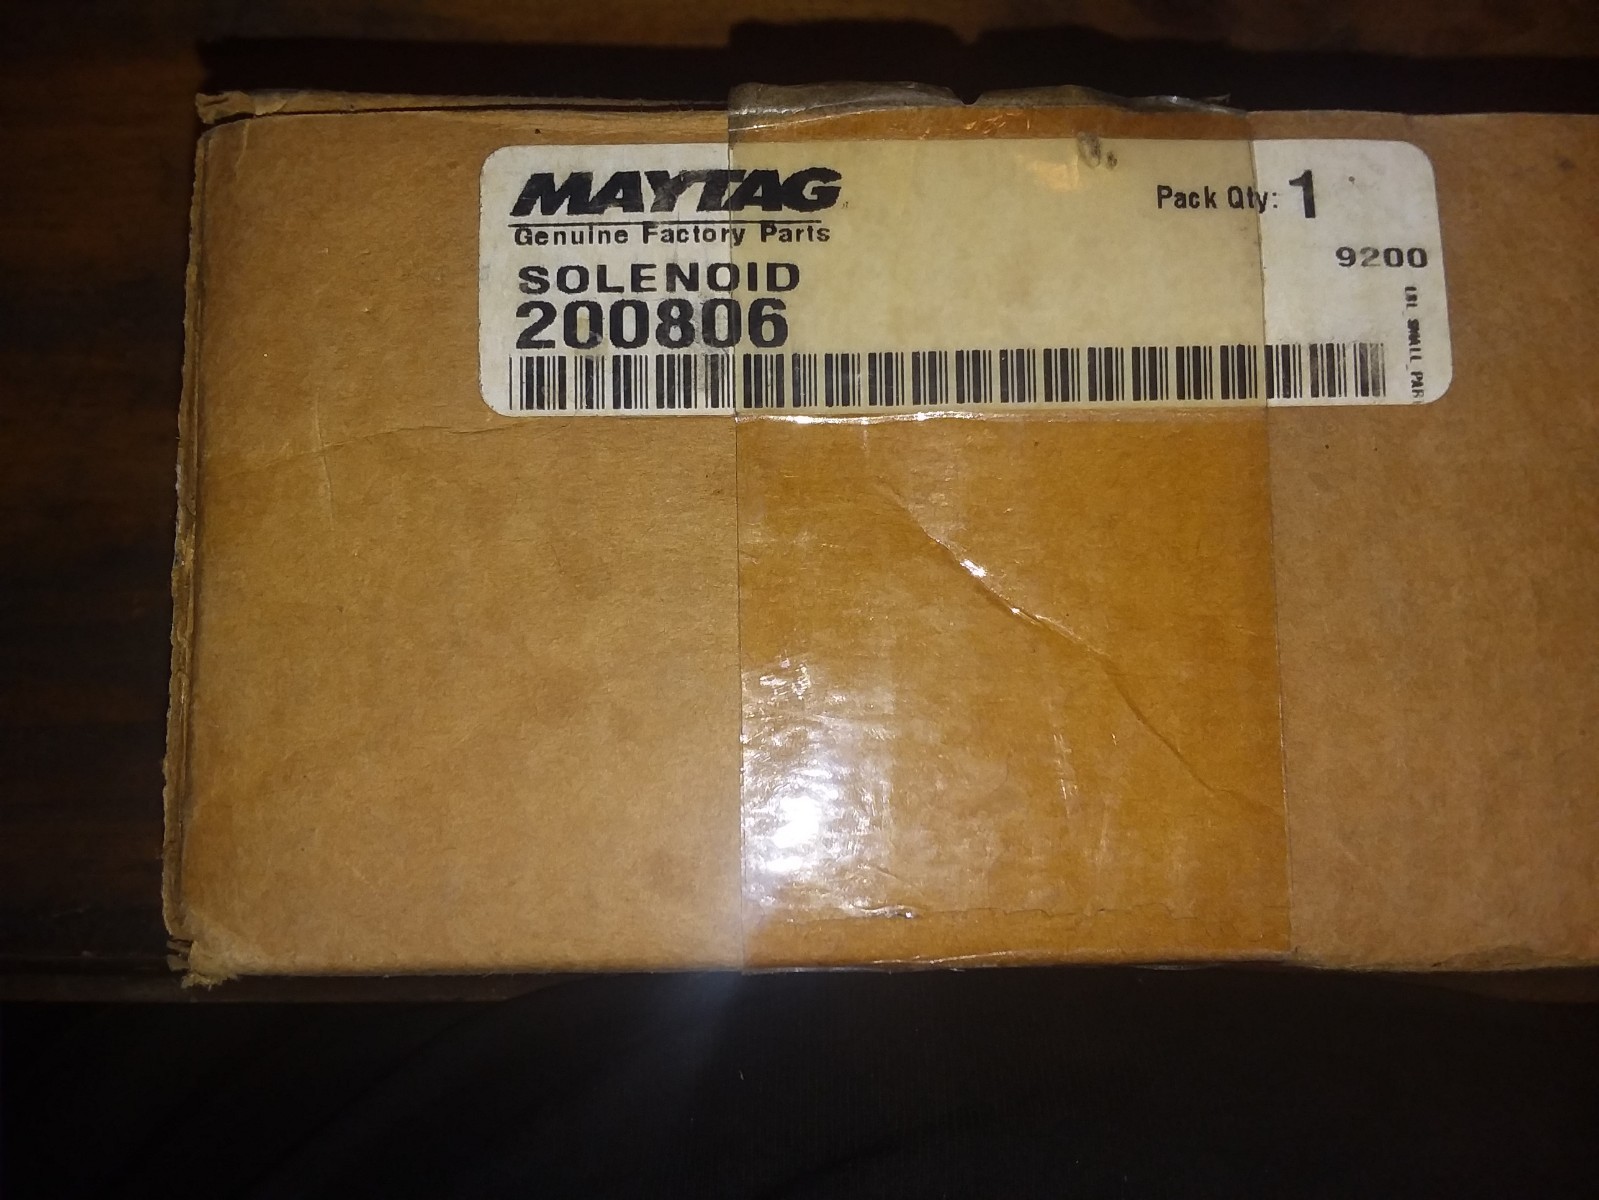 MAYTAG
Genuine Factory Parts
Pack Qty: 1
9200
SOLENOID
200806